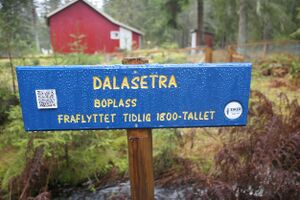 DALASETRA
BOPLASS
FRAFLYTTET TIDLIG 1800-TALLET